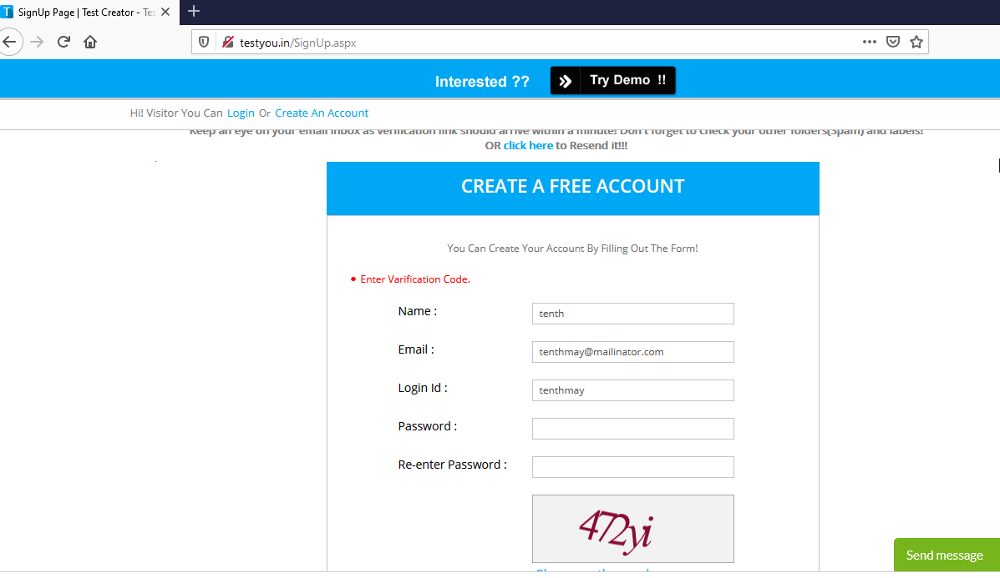 SignUp Page | Test Creator - Tes
testyou.in/SignUp.aspx
Interested ??
Try Demo !!
Hi! Visitor You Can Login Or Create An Account
Keep an eye on your email inbox as verification link should arrive within a minute! Don't forget to check your other folders(Spam) and labels!
OR click here to Resend it!!!
CREATE A FREE ACCOUNT
You Can Create Your Account By Filling Out The Form!
• Enter Varification Code.
Name : tenth
Email : tenthmay@mailinator.com
Login Id : tenthmay
Password :
Re-enter Password :
472yi
Send message